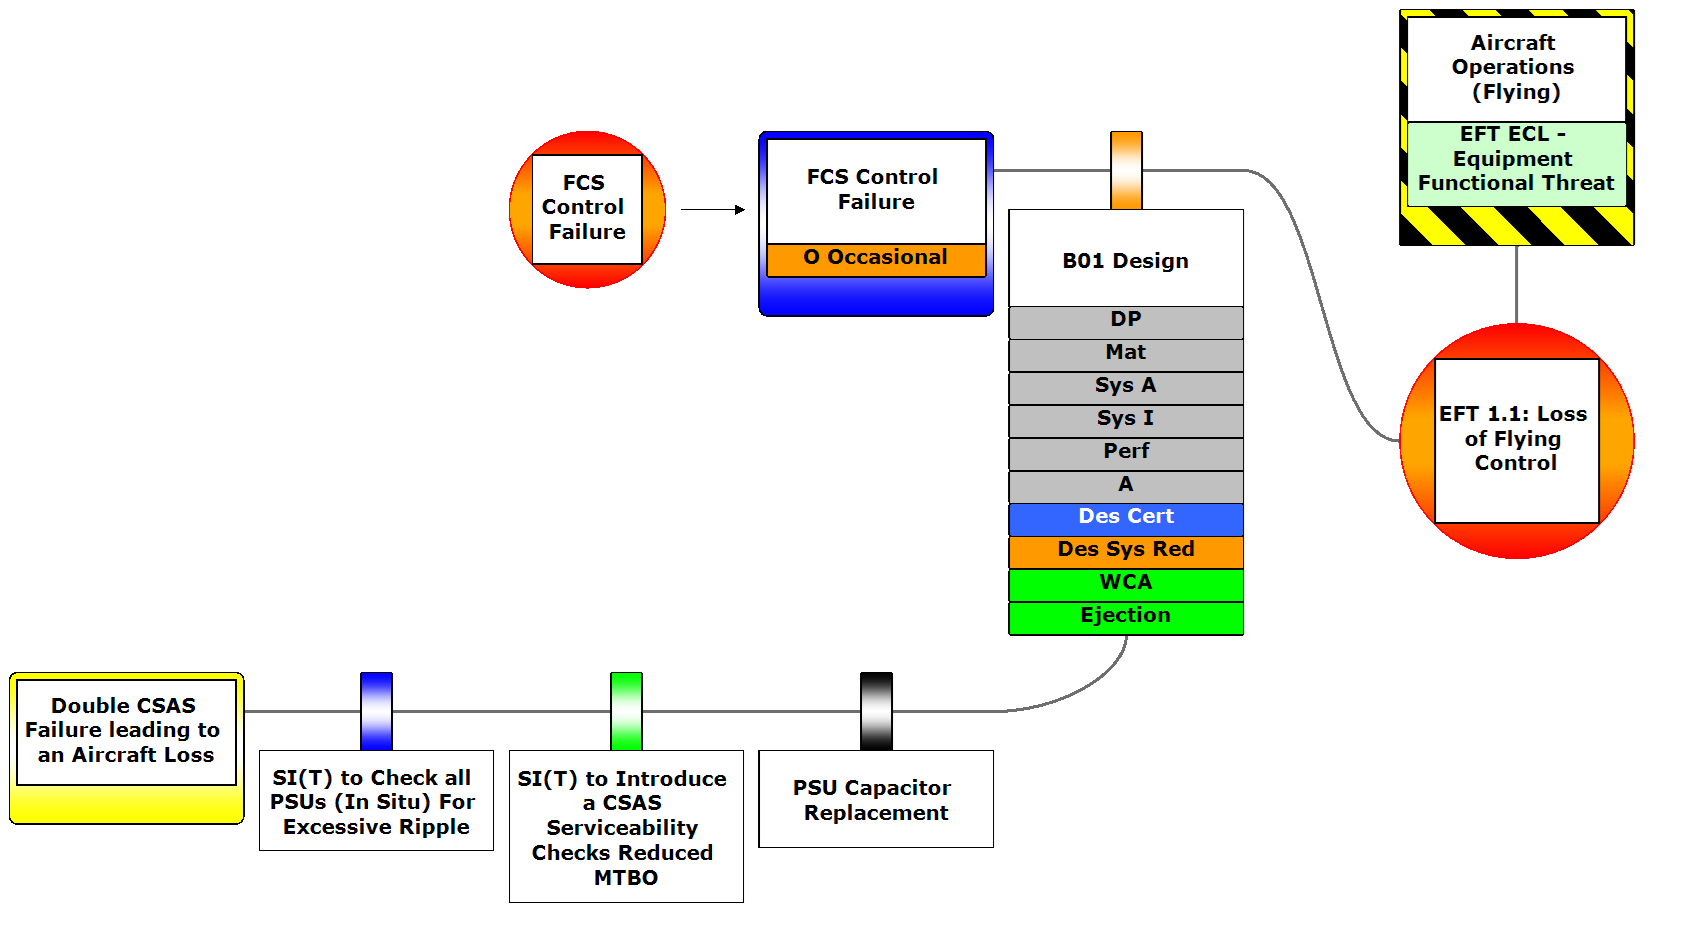 FCS
Control
Failure
FCS Control
Failure
O Occasional
B01 Design
DP
Mat
Sys A
Sys I
Perf
A
Des Cert
Des Sys Red
WCA
Ejection
Aircraft
Operations
(Flying)
EFT ECL -
Equipment
Functional Threat
EFT 1.1: Loss
of Flying
Control
Double CSAS
Failure leading to
an Aircraft Loss
SI(T) to Check all
PSUs (In Situ) For
Excessive Ripple
SI(T) to Introduce
a CSAS
Serviceability
Checks Reduced
MTBO
PSU Capacitor
Replacement